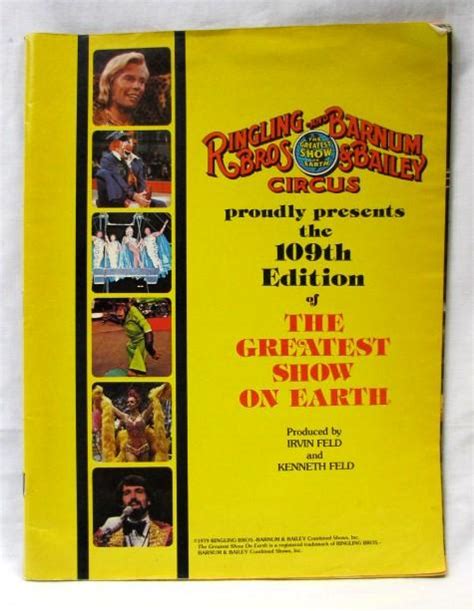 RINGLING AND BARNUM
BROS & BAILEY
THE
GREATEST
SHOW
ON
EARTH
CIRCUS
proudly presents
the
109th
Edition
of
THE
GREATEST
SHOW
ON EARTH
Produced by
IRVIN FELD
and
KENNETH FELD
©1979 RINGLING BROS.-BARNUM & BAILEY Combined Shows, Inc.
The Greatest Show On Earth is a registered trademark of RINGLING BROS.-
BARNUM & BAILEY Combined Shows, Inc.